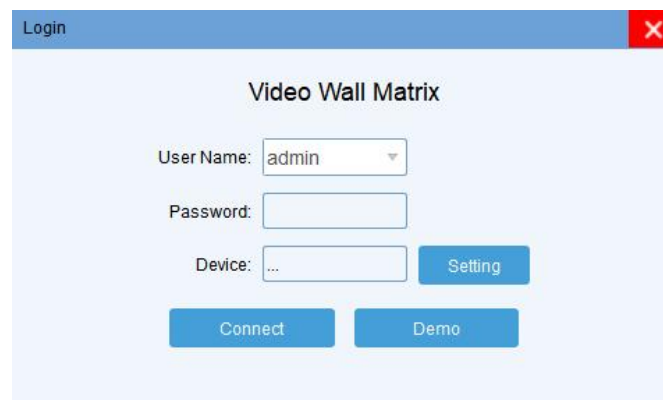 Login
Video Wall Matrix
User Name: admin
Password:
Device: ... Setting
Connect Demo